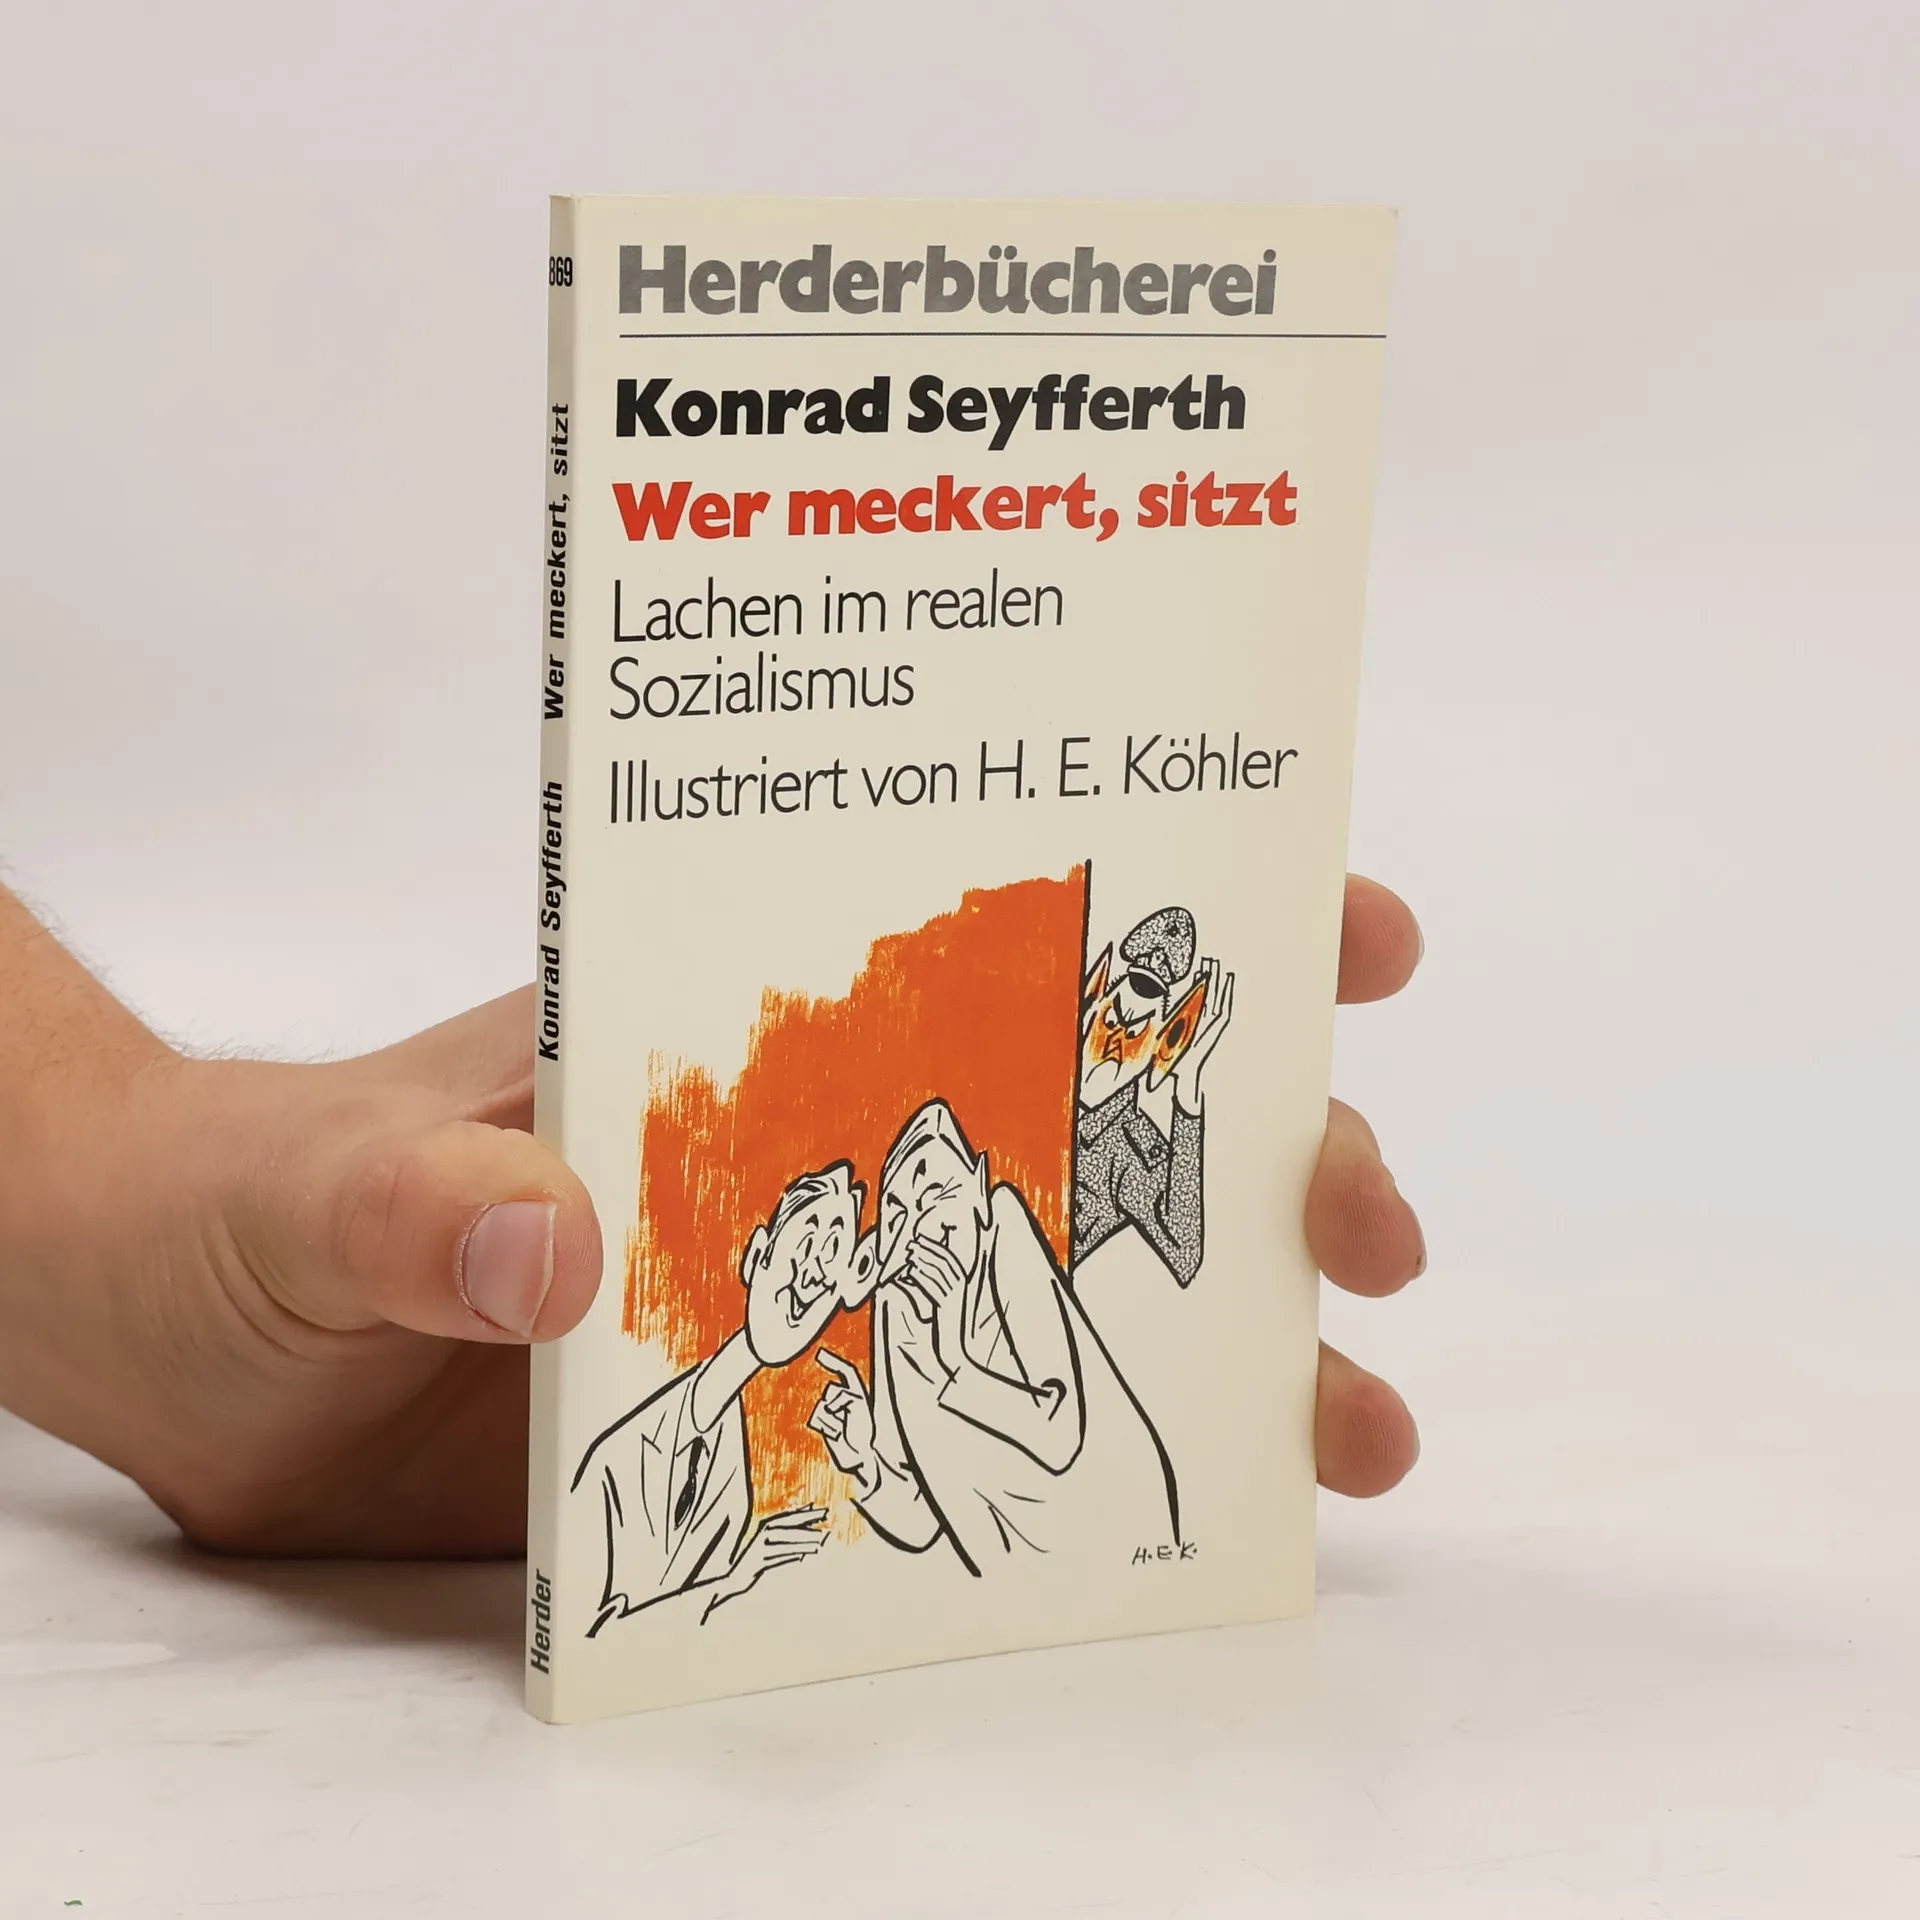 Herderbücherei
Konrad Seyfferth
Wer meckert, sitzt
Lachen im realen
Sozialismus
Illustriert von H. E. Köhler
H.E.K.
869
Konrad Seyfferth Wer meckert, sitzt
Herder